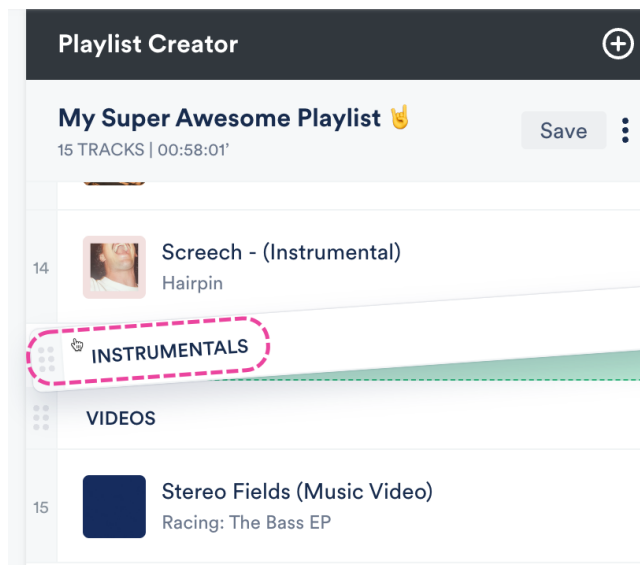 Playlist Creator
My Super Awesome Playlist 🤘
Save
15 TRACKS | 00:58:01’
14
Screech - (Instrumental)
Hairpin
INSTRUMENTALS
VIDEOS
15
Stereo Fields (Music Video)
Racing: The Bass EP